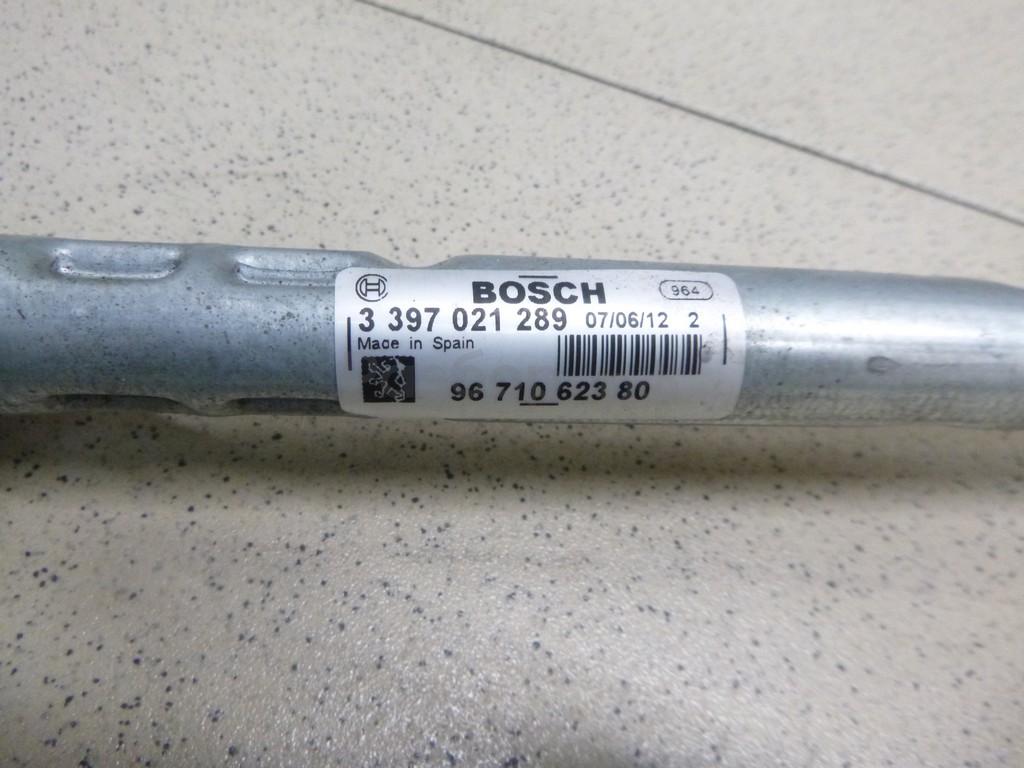 BOSCH 964
3 397 021 289 07/06/12 2
Made in Spain
96 710 623 80